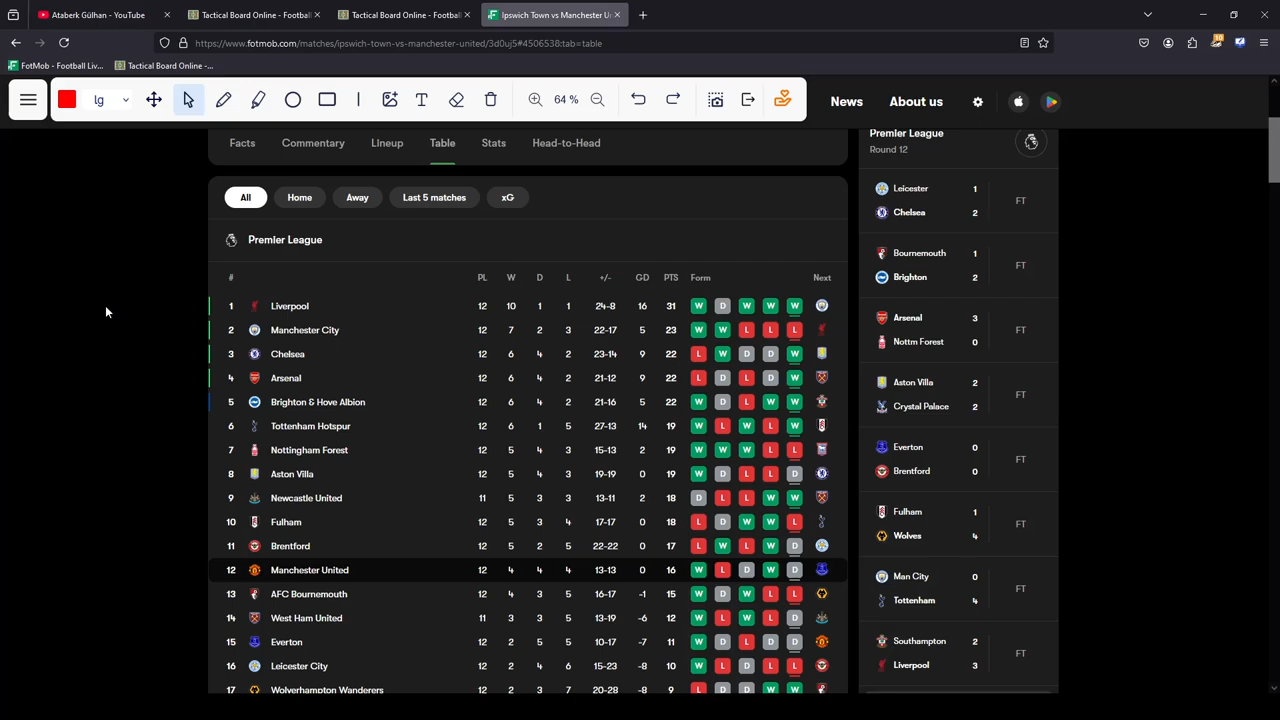 Ataberk Gülhan - YouTube
Tactical Board Online - Football
Tactical Board Online - Football
Ipswich Town vs Manchester U
https://www.fotmob.com/matches/ipswich-town-vs-manchester-united/3d0uj5#4506538:tab=table
10
FotMob - Football Liv...
Tactical Board Online -...
lg
64 %
News
About us
Facts
Commentary
Lineup
Table
Stats
Head-to-Head
All
Home
Away
Last 5 matches
xG
Premier League
# PL W D L +/- GD PTS Form Next
1 Liverpool 12 10 1 1 24-8 16 31 W D W W W
2 Manchester City 12 7 2 3 22-17 5 23 W W L L L
3 Chelsea 12 6 4 2 23-14 9 22 L W D D W
4 Arsenal 12 6 4 2 21-12 9 22 L D L D W
5 Brighton & Hove Albion 12 6 4 2 21-16 5 22 W D L W W
6 Tottenham Hotspur 12 6 1 5 27-13 14 19 W L W L W
7 Nottingham Forest 12 5 4 3 15-13 2 19 W W W L L
8 Aston Villa 12 5 4 3 19-19 0 19 W D L L D
9 Newcastle United 11 5 3 3 13-11 2 18 D L L W W
10 Fulham 12 5 3 4 17-17 0 18 L D W W L
11 Brentford 12 5 2 5 22-22 0 17 L W L W D
12 Manchester United 12 4 4 4 13-13 0 16 W L D W D
13 AFC Bournemouth 12 4 3 5 16-17 -1 15 W D W L L
14 West Ham United 11 3 3 5 13-19 -6 12 W L W L D
15 Everton 12 2 5 5 10-17 -7 11 W D L D D
16 Leicester City 12 2 4 6 15-23 -8 10 W L D L L
17 Wolverhampton Wanderers 12 2 3 7 20-28 -8 9 L D D W W
Premier League
Round 12
Leicester 1
Chelsea 2
FT
Bournemouth 1
Brighton 2
FT
Arsenal 3
Nottm Forest 0
FT
Aston Villa 2
Crystal Palace 2
FT
Everton 0
Brentford 0
FT
Fulham 1
Wolves 4
FT
Man City 0
Tottenham 4
FT
Southampton 2
Liverpool 3
FT